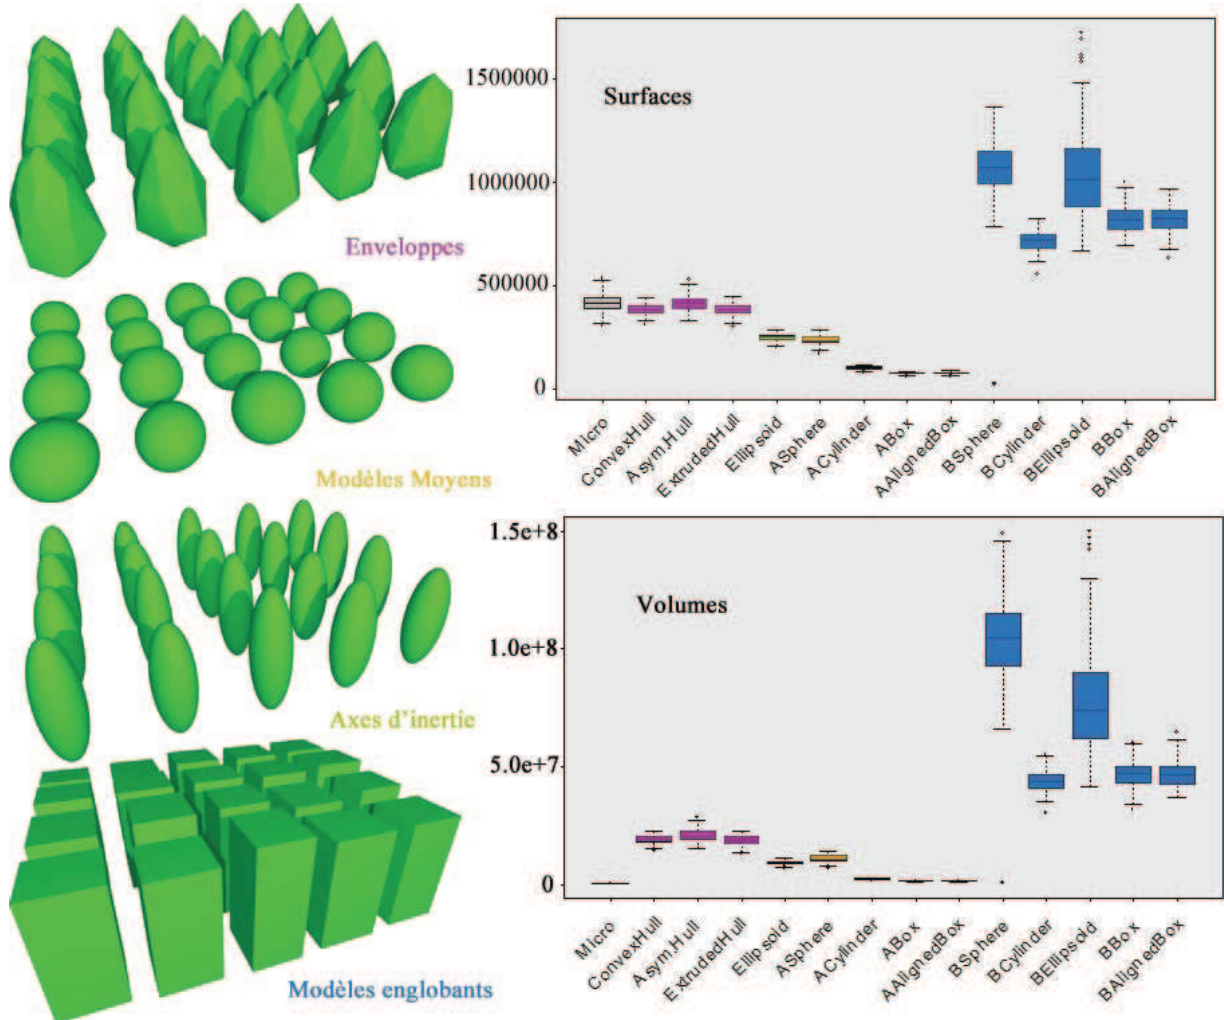 Enveloppes
Modèles Moyens
Axes d'inertie
Modèles englobants
Surfaces
1500000
1000000
500000
0
Micro
ConvexHull
AsymHull
ExtrudedHull
Ellipsoid
ASphere
ACylinder
ABox
AAlignedBox
BSphere
BCylinder
BEllipsoid
BBox
BAlignedBox
Volumes
1.5e+8
1.0e+8
5.0e+7
0
Micro
ConvexHull
AsymHull
ExtrudedHull
Ellipsoid
ASphere
ACylinder
ABox
AAlignedBox
BSphere
BCylinder
BEllipsoid
BBox
BAlignedBox